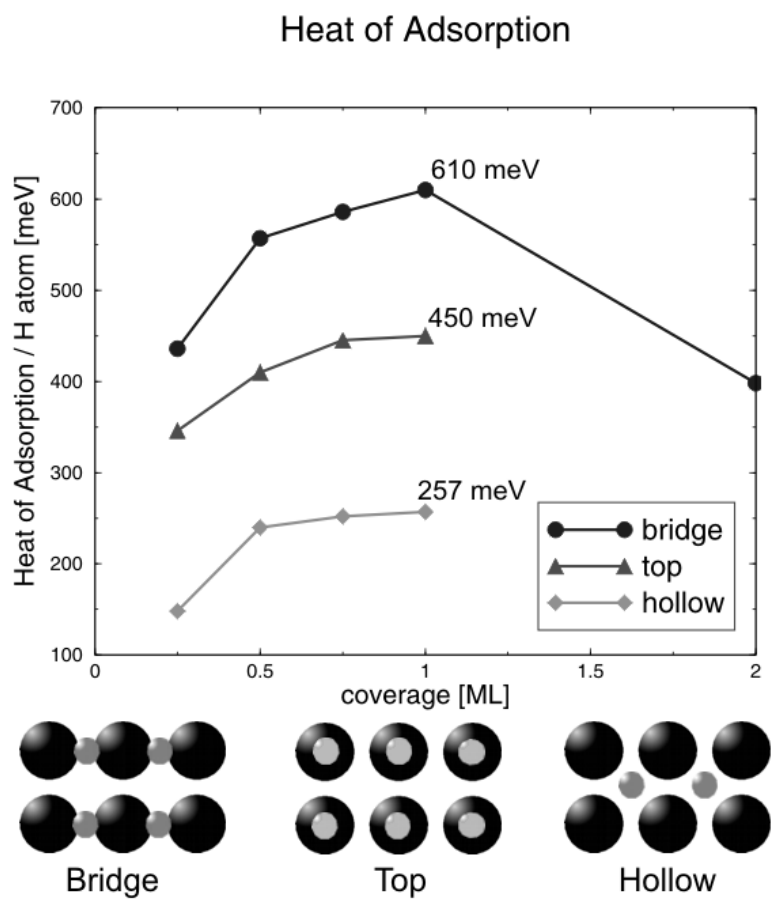 Heat of Adsorption
700
600
500
400
300
200
100
Heat of Adsorption / H atom [meV]
610 meV
450 meV
257 meV
bridge
top
hollow
0
0.5
1
1.5
2
coverage [ML]
Bridge
Top
Hollow